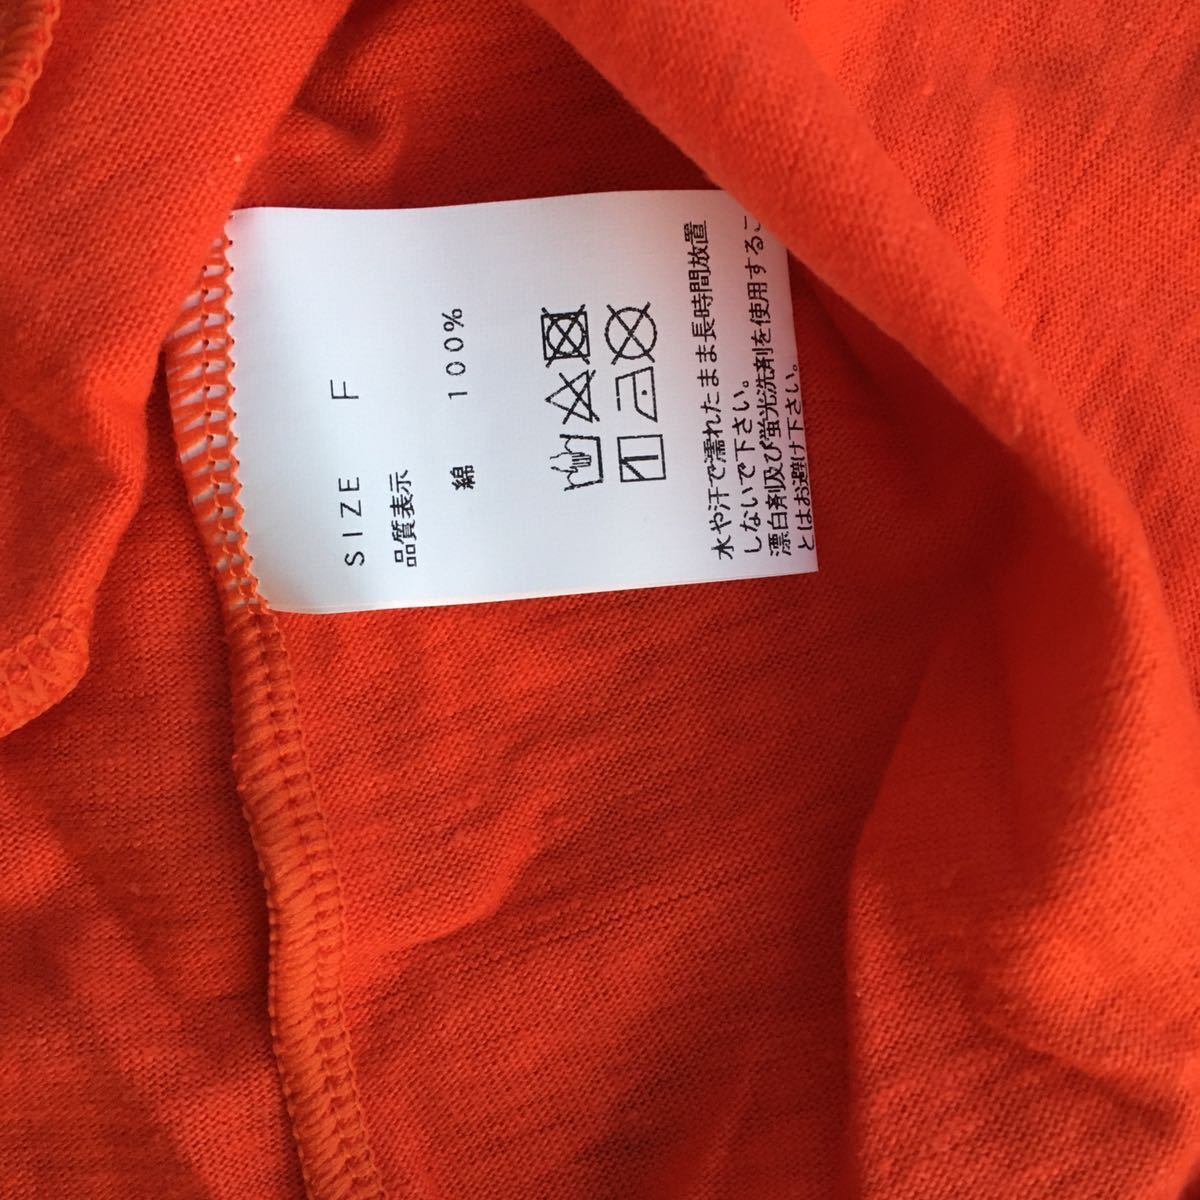 SIZE F
品質表示
綿 100%
水や汗で濡れたまま長時間放置
しないで下さい。
漂白剤及び蛍光洗剤を使用するこ
とはお避け下さい。